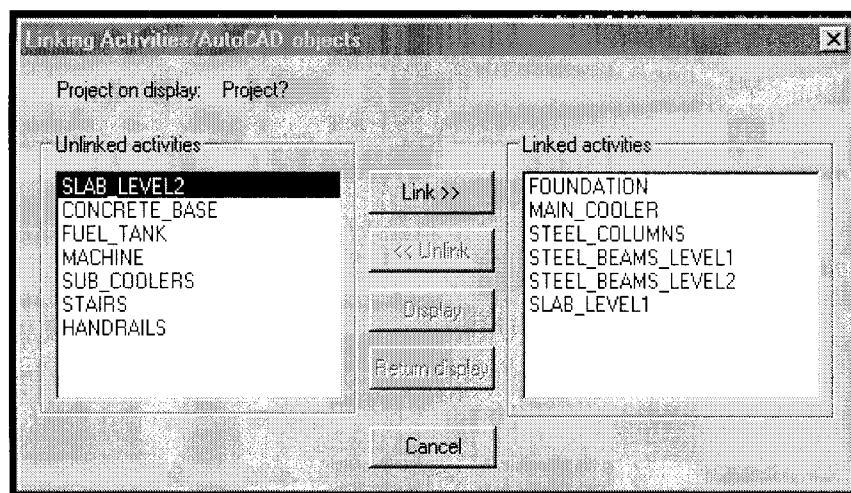 Linking Activities/AutoCAD objects
Project on display: Project?
Unlinked activities
SLAB_LEVEL2
CONCRETE_BASE
FUEL_TANK
MACHINE
SUB_COOLERS
STAIRS
HANDRAILS
Link >>
<< Unlink
Display
Return display
Cancel
Linked activities
FOUNDATION
MAIN_COOLER
STEEL_COLUMNS
STEEL_BEAMS_LEVEL1
STEEL_BEAMS_LEVEL2
SLAB_LEVEL1